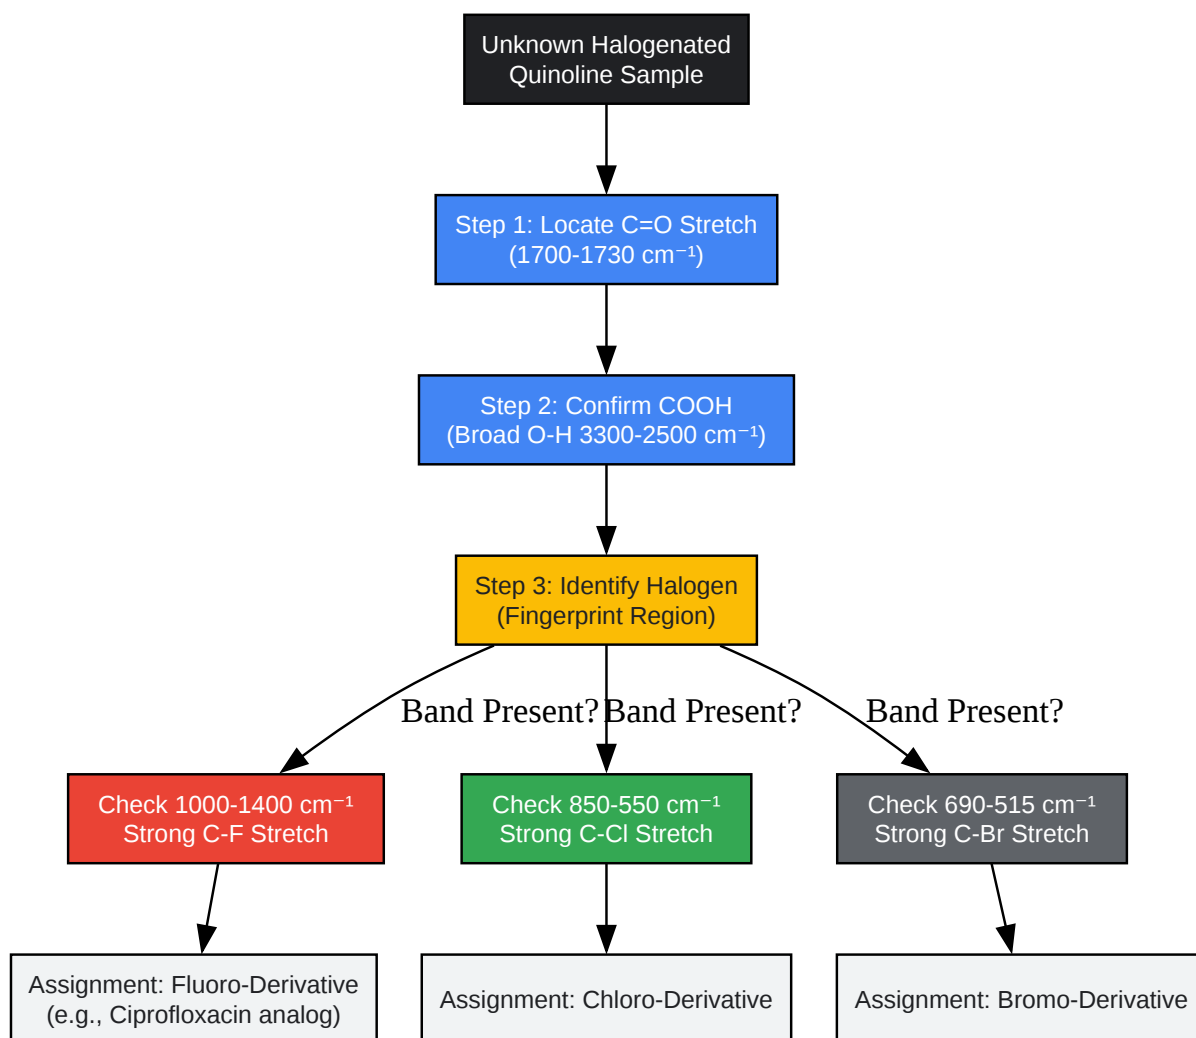 Unknown Halogenated
Quinoline Sample
Step 1: Locate C=O Stretch
(1700-1730 cm⁻¹)
Step 2: Confirm COOH
(Broad O-H 3300-2500 cm⁻¹)
Step 3: Identify Halogen
(Fingerprint Region)
Band Present?
Band Present?
Band Present?
Check 1000-1400 cm⁻¹
Strong C-F Stretch
Check 850-550 cm⁻¹
Strong C-Cl Stretch
Check 690-515 cm⁻¹
Strong C-Br Stretch
Assignment: Fluoro-Derivative
(e.g., Ciprofloxacin analog)
Assignment: Chloro-Derivative
Assignment: Bromo-Derivative